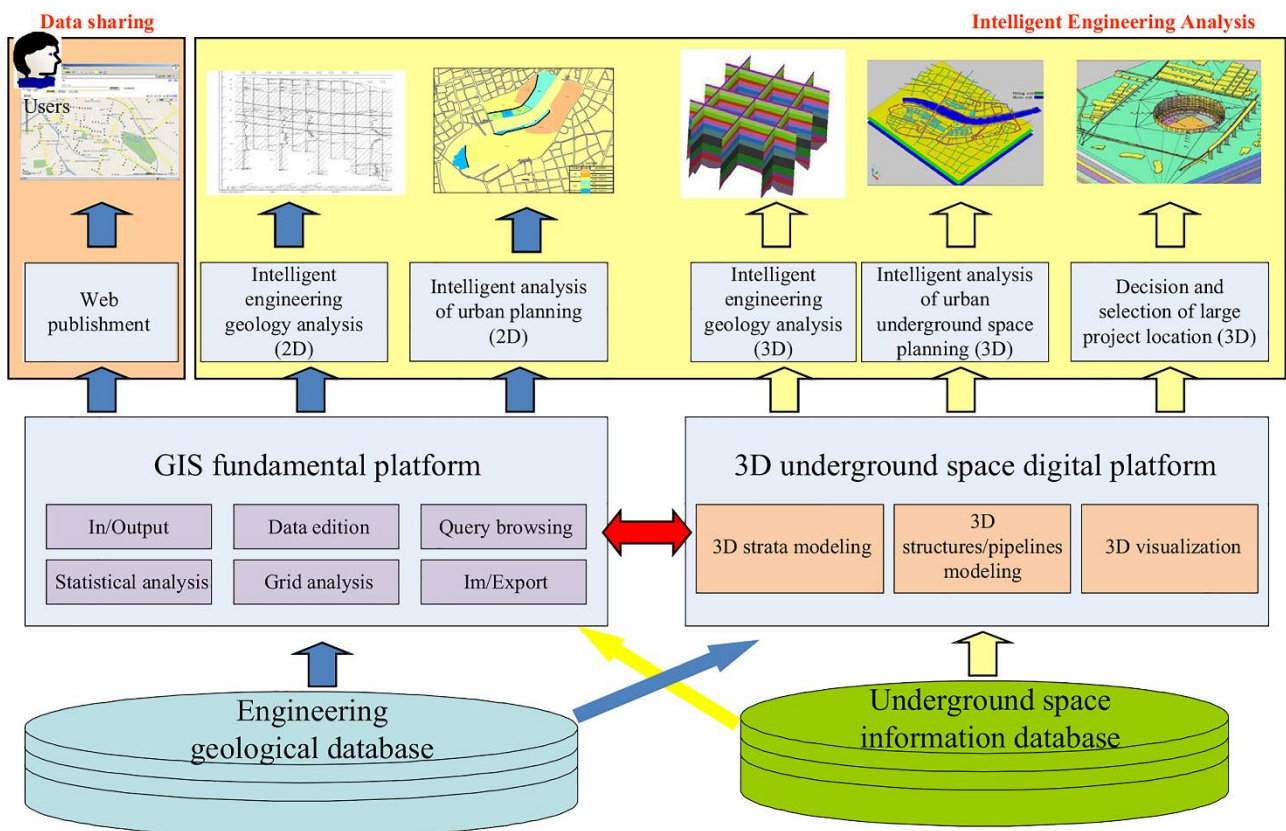 Data sharing
Intelligent Engineering Analysis
Users
Web
publishment
Intelligent
engineering
geology analysis
(2D)
Intelligent analysis
of urban planning
(2D)
Intelligent
engineering
geology analysis
(3D)
Intelligent analysis
of urban
underground space
planning (3D)
Decision and
selection of large
project location (3D)
GIS fundamental platform
In/Output
Data edition
Query browsing
Statistical analysis
Grid analysis
Im/Export
3D underground space digital platform
3D strata modeling
3D
structures/pipelines
modeling
3D visualization
Engineering
geological database
Underground space
information database